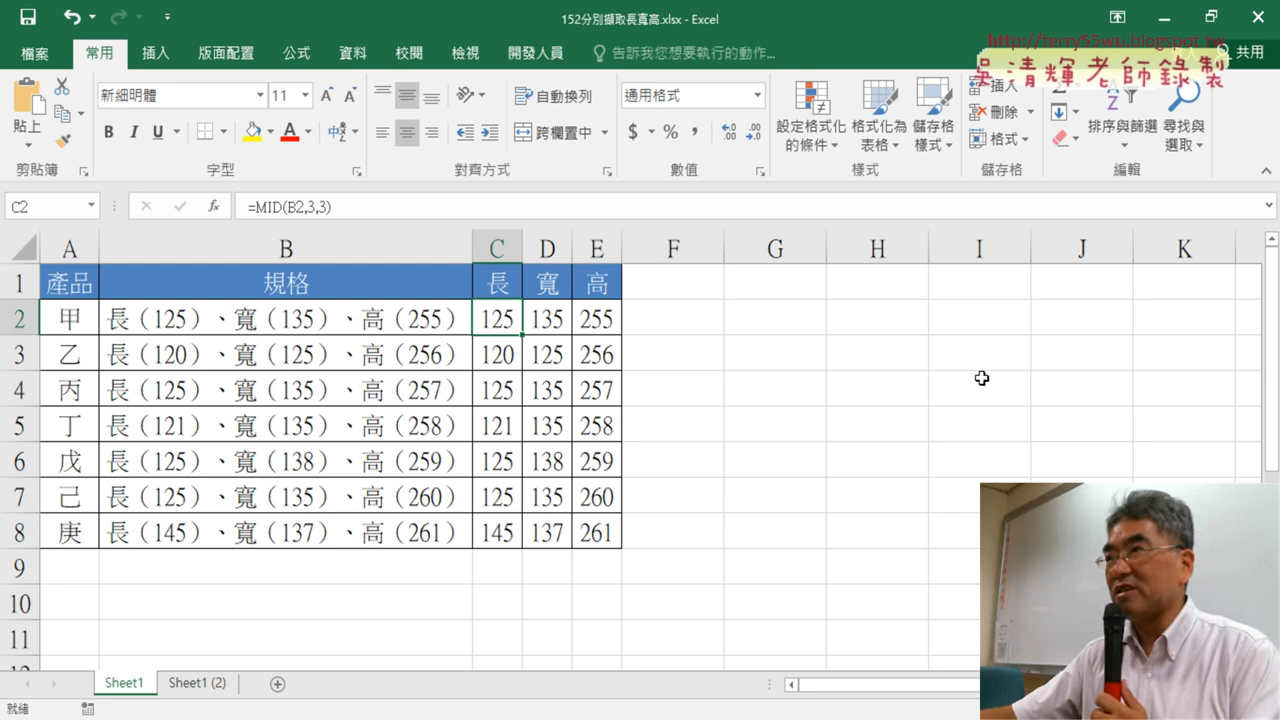 152分別擷取長寬高.xlsx - Excel
http://terry55wu.blogspot.tw
吳清輝老師錄製
檔案 常用 插入 版面配置 公式 資料 校閱 檢視 開發人員 告訴我您想要執行的動作... 共用
貼上 新細明體 11 自動換列 通用格式 設定格式化的條件 格式化為表格 儲存格樣式 插入 刪除 格式 排序與篩選 尋找與選取
B I U A 跨欄置中 $ % ,
剪貼簿 字型 對齊方式 數值 樣式 儲存格 編輯
C2 fx =MID(B2,3,3)
A B C D E F G H I J K
1 產品 規格 長 寬 高
2 甲 長（125）、寬（135）、高（255） 125 135 255
3 乙 長（120）、寬（125）、高（256） 120 125 256
4 丙 長（125）、寬（135）、高（257） 125 135 257
5 丁 長（121）、寬（135）、高（258） 121 135 258
6 戊 長（125）、寬（138）、高（259） 125 138 259
7 己 長（125）、寬（135）、高（260） 125 135 260
8 庚 長（145）、寬（137）、高（261） 145 137 261
9
10
11
Sheet1 Sheet1 (2)
就緒